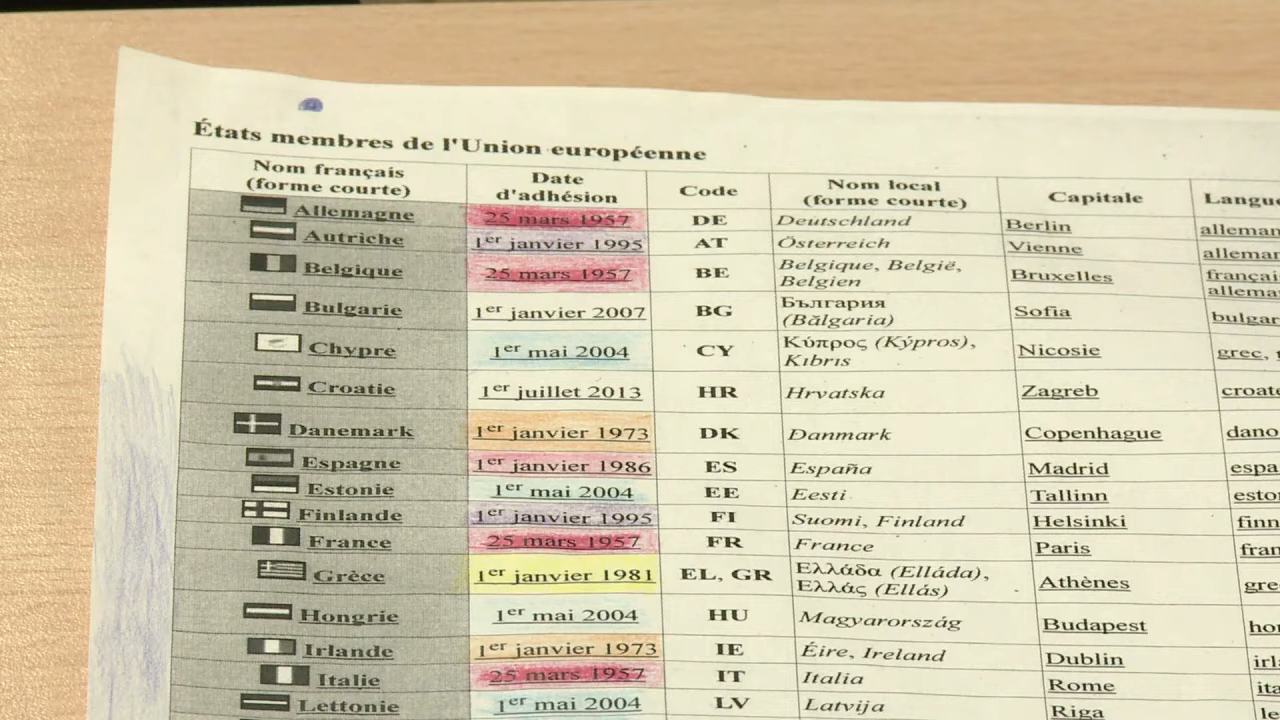 États membres de l'Union européenne
Nom français (forme courte) Date d'adhésion Code Nom local (forme courte) Capitale
Allemagne 25 mars 1957 DE Deutschland Berlin
Autriche 1er janvier 1995 AT Österreich Vienne
Belgique 25 mars 1957 BE Belgique, België, Belgien Bruxelles
Bulgarie 1er janvier 2007 BG България (Bălgaria) Sofia
Chypre 1er mai 2004 CY Κύπρος (Kýpros), Kıbrıs Nicosie grec,
Croatie 1er juillet 2013 HR Hrvatska Zagreb
Danemark 1er janvier 1973 DK Danmark Copenhague
Espagne 1er janvier 1986 ES España Madrid
Estonie 1er mai 2004 EE Eesti Tallinn
Finlande 1er janvier 1995 FI Suomi, Finland Helsinki
France 25 mars 1957 FR France Paris
Grèce 1er janvier 1981 EL, GR Ελλάδα (Elláda), Ελλάς (Ellás) Athènes
Hongrie 1er mai 2004 HU Magyarország Budapest
Irlande 1er janvier 1973 IE Éire, Ireland Dublin
Italie 25 mars 1957 IT Italia Rome
Lettonie 1er mai 2004 LV Latvija Riga